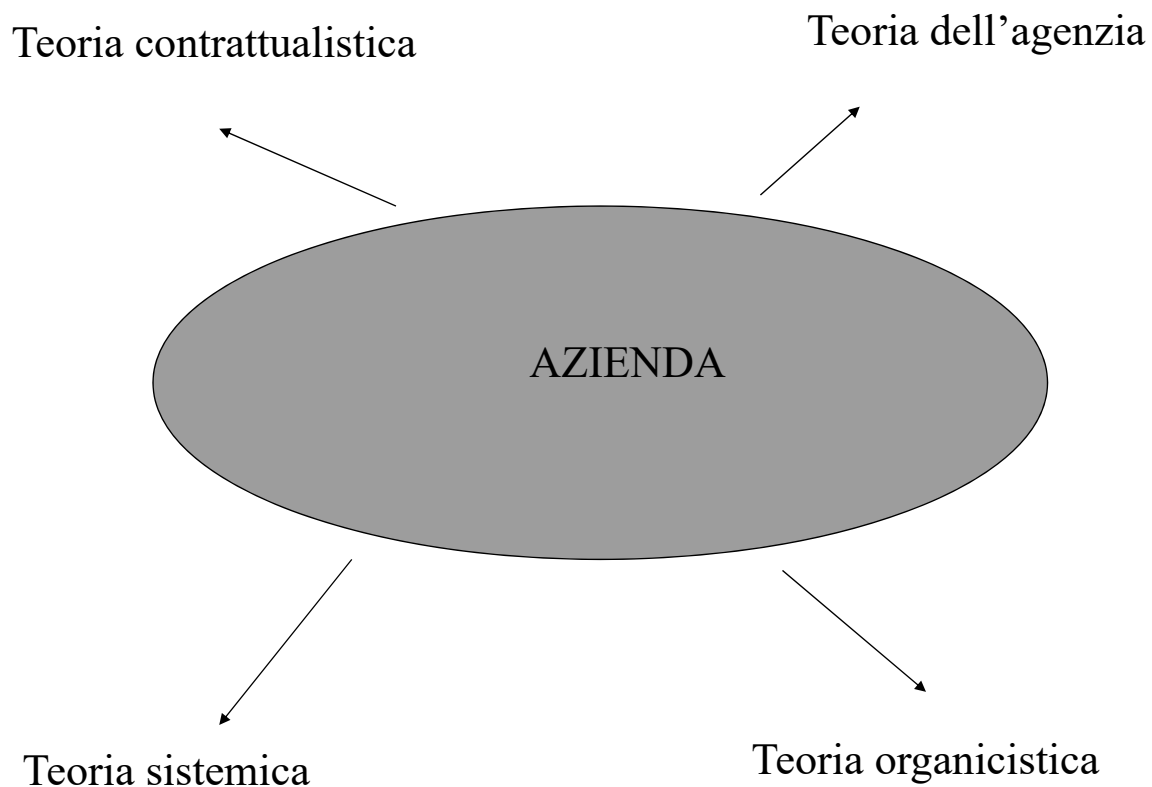 Teoria contrattualistica
Teoria dell’agenzia
AZIENDA
Teoria sistemica
Teoria organicistica